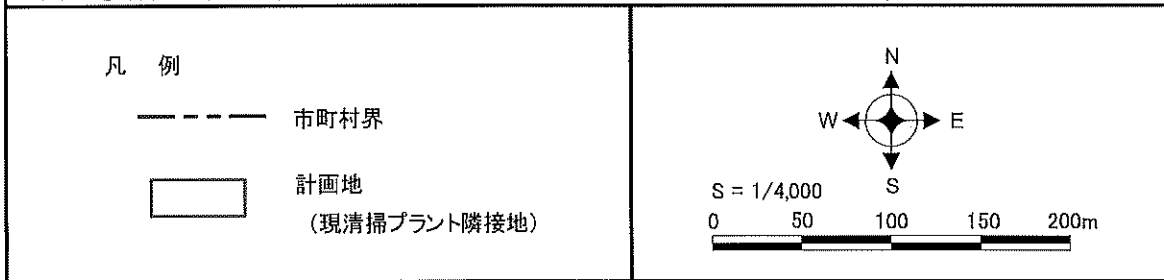 凡 例
市町村界
計画地
（現清掃プラント隣接地）
N
W E
S
S = 1/4,000
0 50 100 150 200m